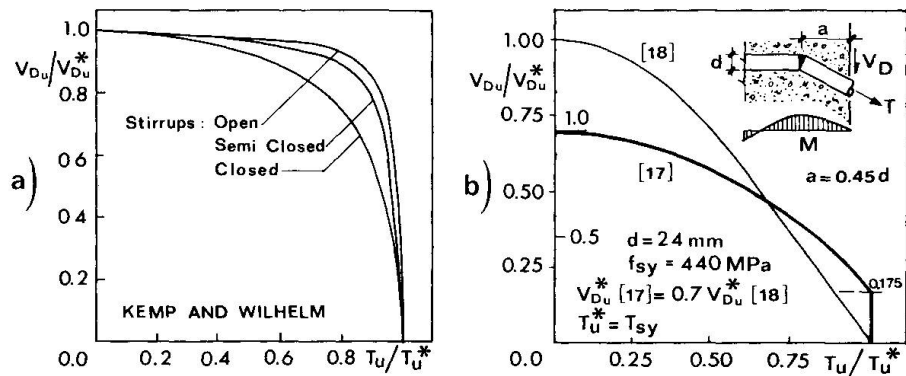 a)
V_Du/V*_Du
1.0
0.8
0.6
0.4
0.2
0.0
0.2
0.4
0.6
0.8
T_u/T_u*
Stirrups : Open
Semi Closed
Closed
KEMP AND WILHELM
b)
V_Du/V*_Du
1.00
0.75
0.50
0.25
0.0
1.0
0.5
0.25
0.50
0.75
T_u/T_u*
[18]
[17]
a
d
V_D
T
M
a ≈ 0.45 d
d = 24 mm
f_sy = 440 MPa
V*_Du [17] = 0.7 V*_Du [18]
T_u* = T_sy
0.175